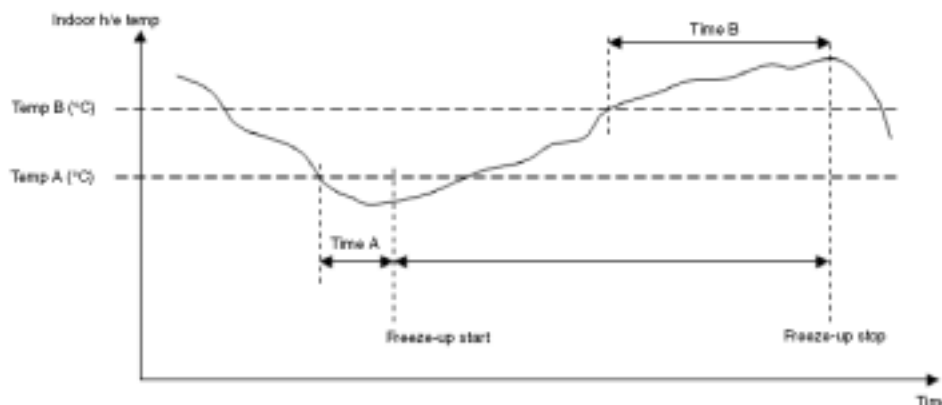 Indoor h/e temp
Time B
Temp B (°C)
Temp A (°C)
Time A
Freeze-up start
Freeze-up stop
Time